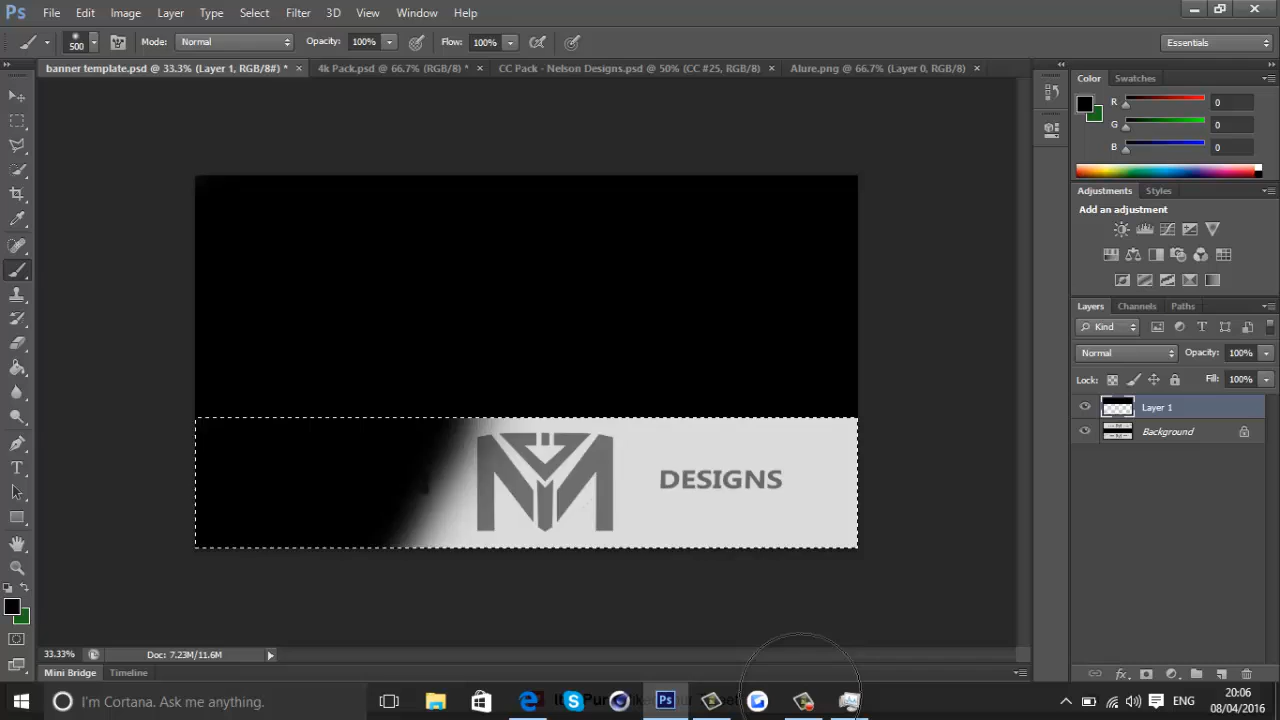 Ps File Edit Image Layer Type Select Filter 3D View Window Help
500 Mode: Normal Opacity: 100% Flow: 100% Essentials
banner template.psd @ 33.3% (Layer 1, RGB/8#) * × 4k Pack.psd @ 66.7% (RGB/8) * × CC Pack - Nelson Designs.psd @ 50% (CC #25, RGB/8) × Alure.png @ 66.7% (Layer 0, RGB/8) ×
Color Swatches
R 0
G 0
B 0
Adjustments Styles
Add an adjustment
Layers Channels Paths
Kind
Normal Opacity: 100%
Lock: Fill: 100%
Layer 1
Background
DESIGNS
33.33% Doc: 7.23M/11.6M
Mini Bridge Timeline
I'm Cortana. Ask me anything.
ENG
20:06
08/04/2016